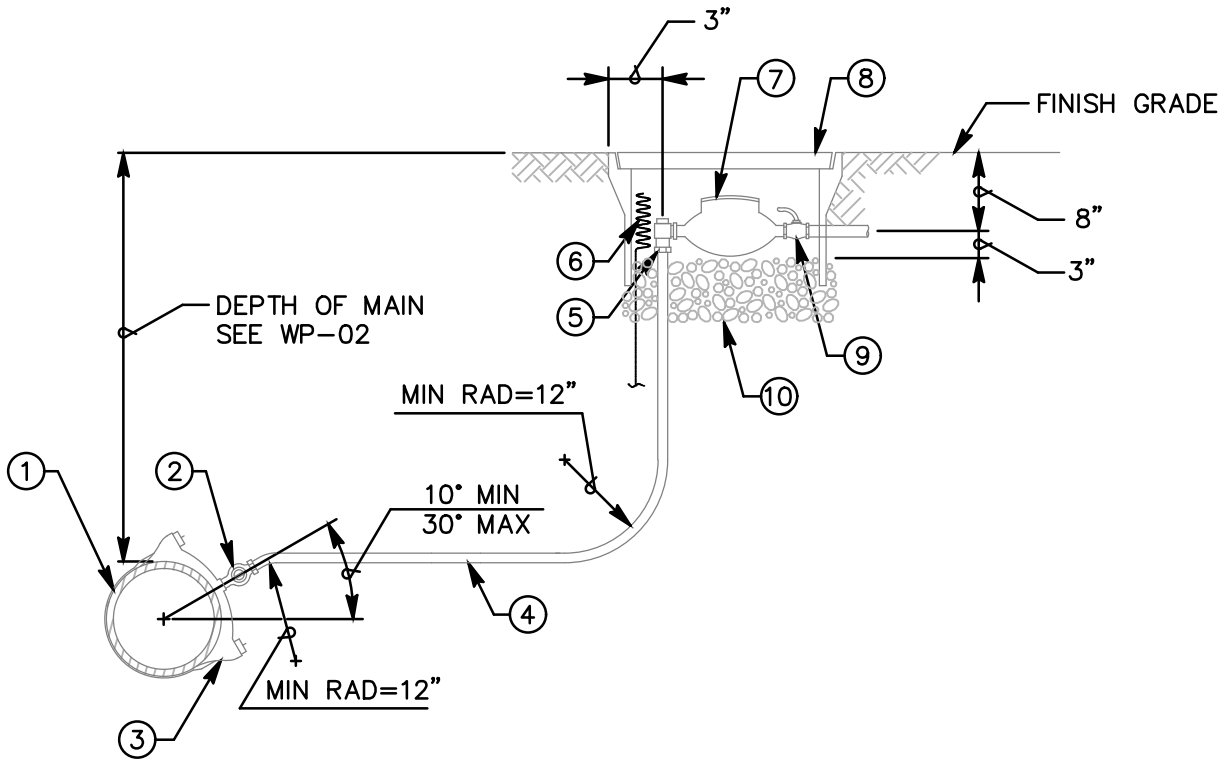 3”
7
8
FINISH GRADE
8”
6
3”
5
DEPTH OF MAIN
SEE WP–02
9
10
MIN RAD=12”
1
2
10° MIN
30° MAX
4
MIN RAD=12”
3